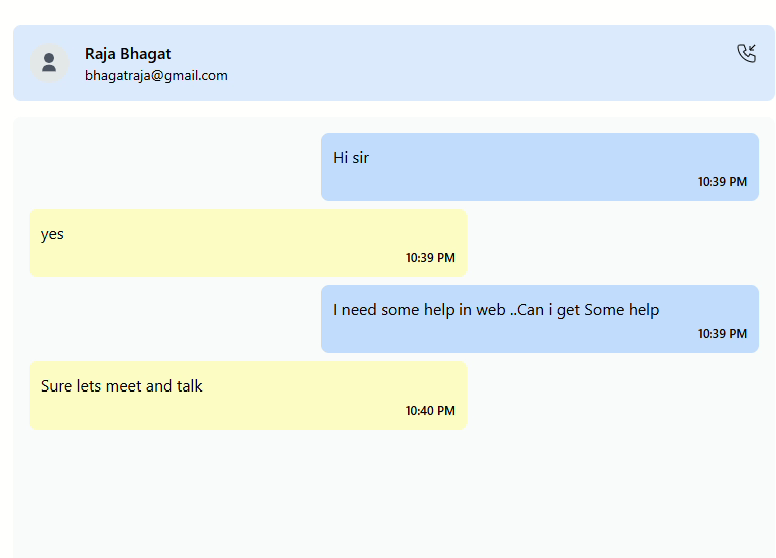 Raja Bhagat
bhagatraja@gmail.com
Hi sir
10:39 PM
yes
10:39 PM
I need some help in web ..Can i get Some help
10:39 PM
Sure lets meet and talk
10:40 PM